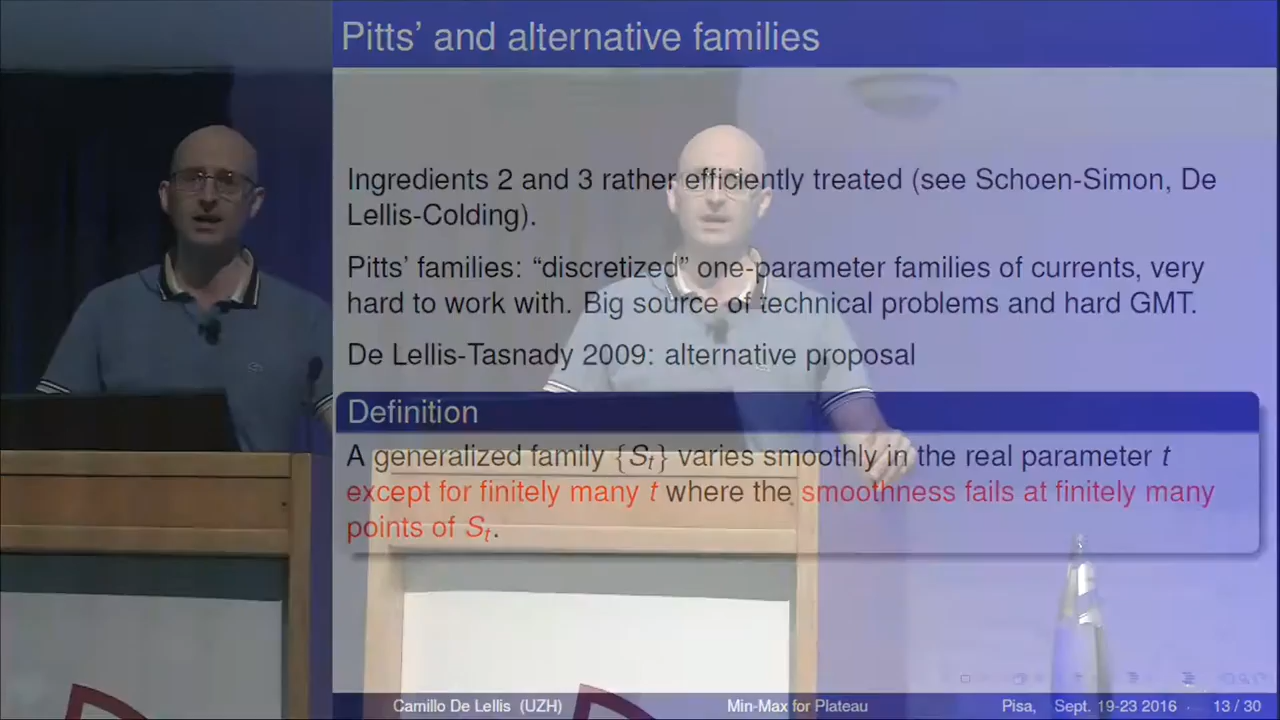 Pitts' and alternative families
Ingredients 2 and 3 rather efficiently treated (see Schoen-Simon, De
Lellis-Colding).
Pitts' families: “discretized” one-parameter families of currents, very
hard to work with. Big source of technical problems and hard GMT.
De Lellis-Tasnady 2009: alternative proposal
Definition
A generalized family {S_t} varies smoothly in the real parameter t
except for finitely many t where the smoothness fails at finitely many
points of S_t.
Camillo De Lellis (UZH) Min-Max for Plateau Pisa, Sept. 19-23 2016 13 / 30